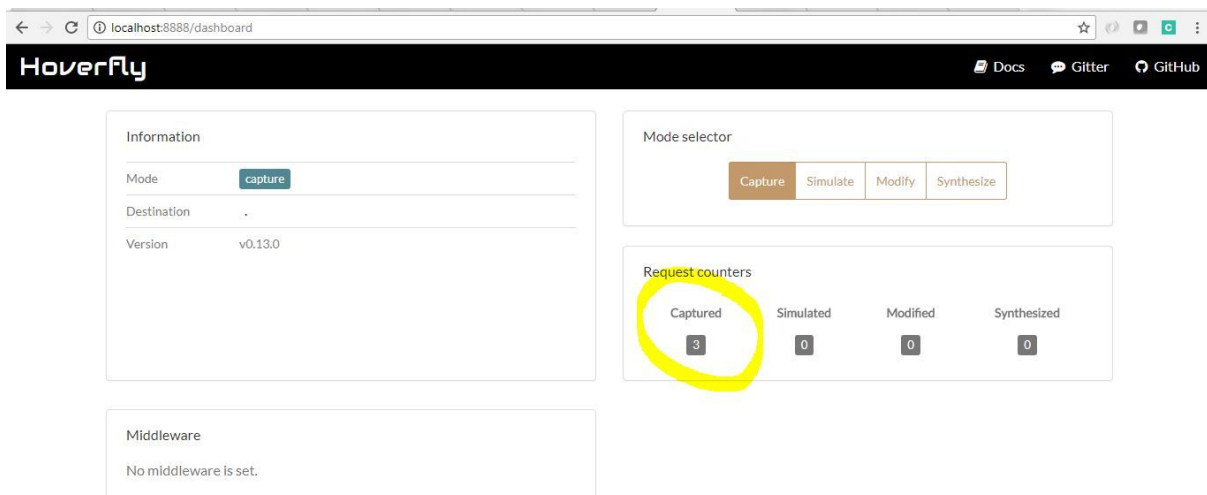 localhost:8888/dashboard
C
Hoverfly
Docs
Gitter
GitHub
Information
Mode capture
Destination .
Version v0.13.0
Mode selector
Capture Simulate Modify Synthesize
Request counters
Captured Simulated Modified Synthesized
3 0 0 0
Middleware
No middleware is set.